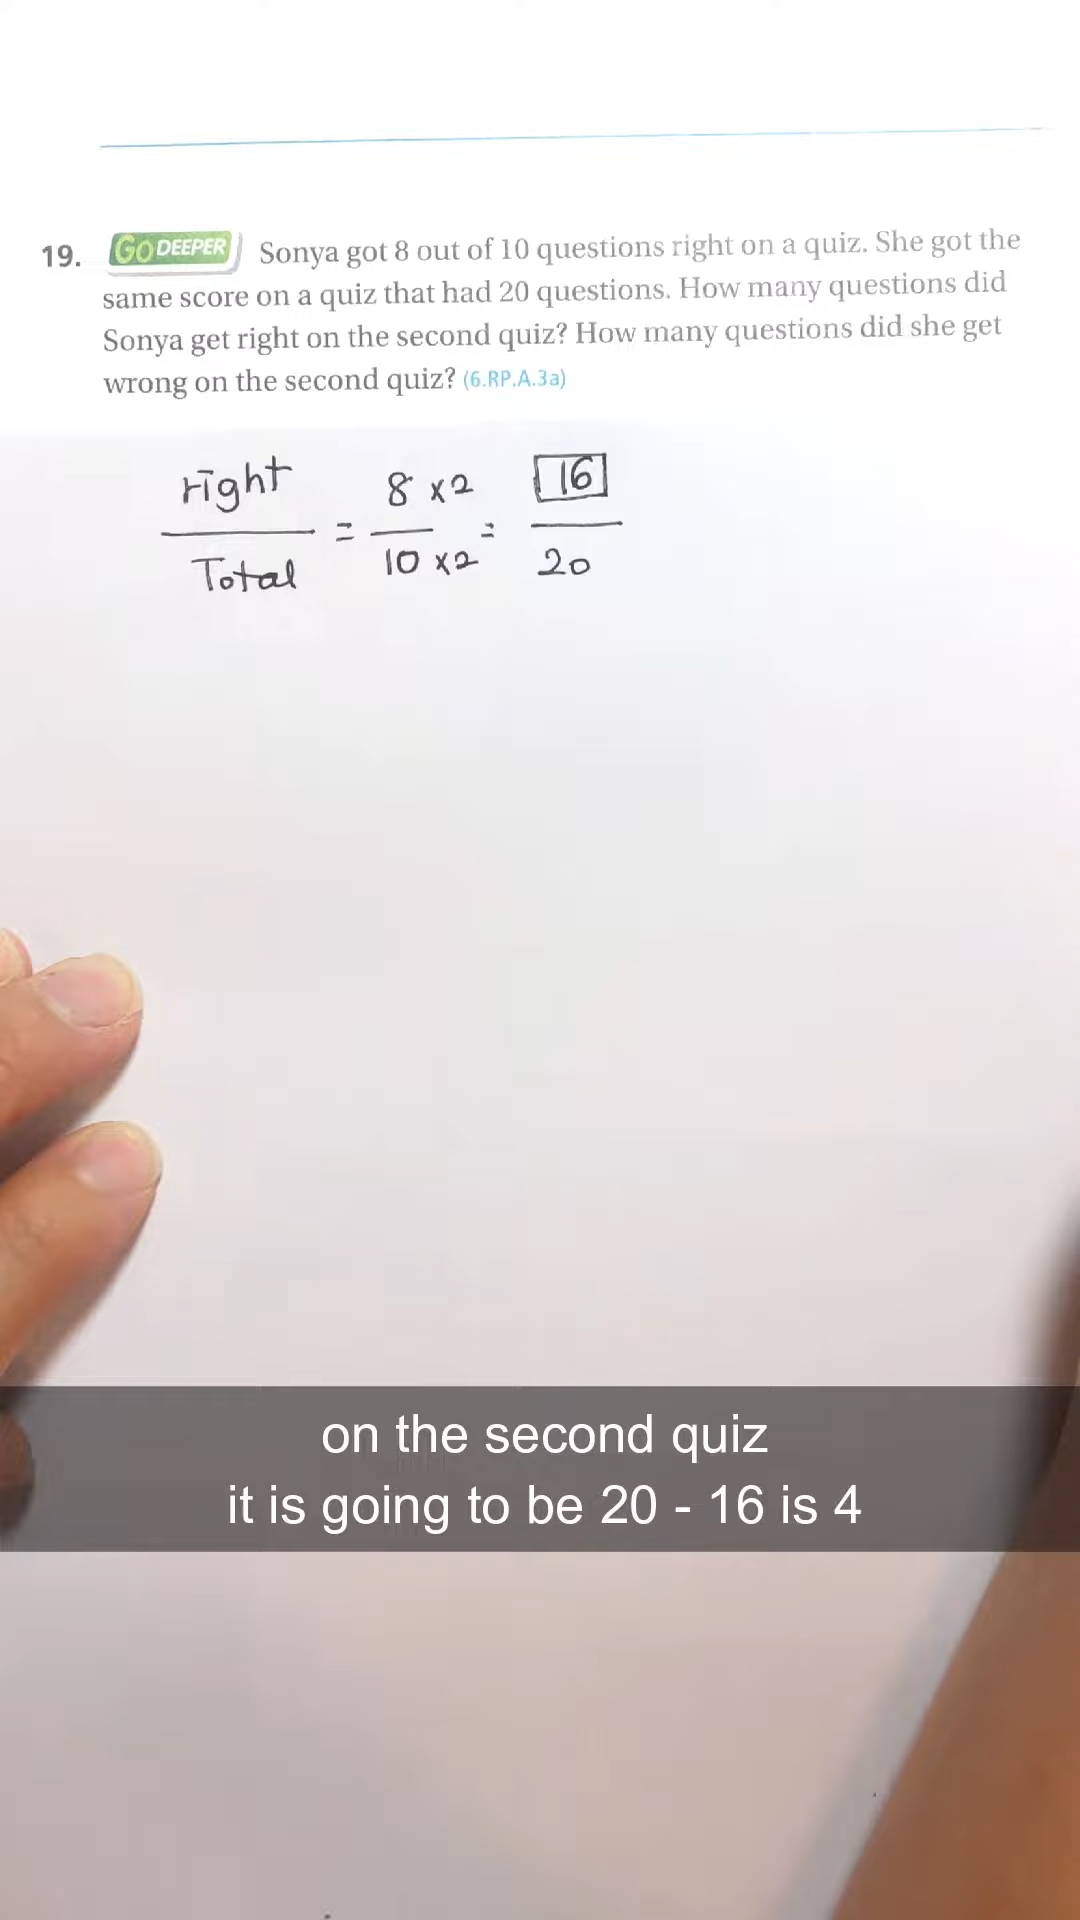 19. GO DEEPER Sonya got 8 out of 10 questions right on a quiz. She got the
same score on a quiz that had 20 questions. How many questions did
Sonya get right on the second quiz? How many questions did she get
wrong on the second quiz? (6.RP.A.3a)
right 8 x2 16
= =
Total 10 x2 20
on the second quiz
it is going to be 20 - 16 is 4